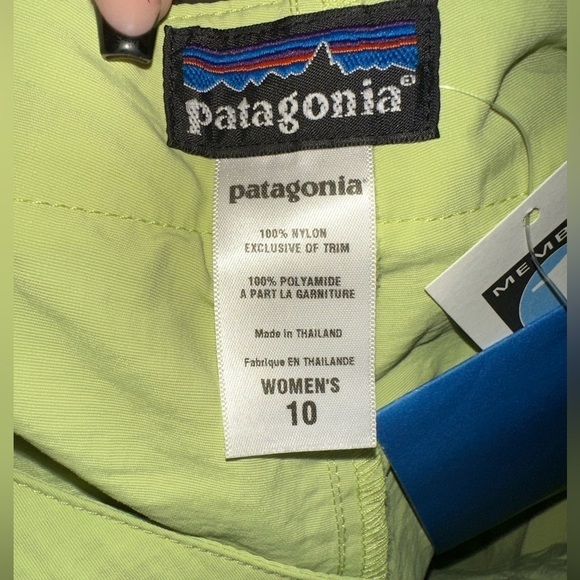 patagonia®
patagonia®
100% NYLON
EXCLUSIVE OF TRIM
100% POLYAMIDE
A PART LA GARNITURE
Made in THAILAND
Fabrique EN THAILANDE
WOMEN'S
10
MEMB